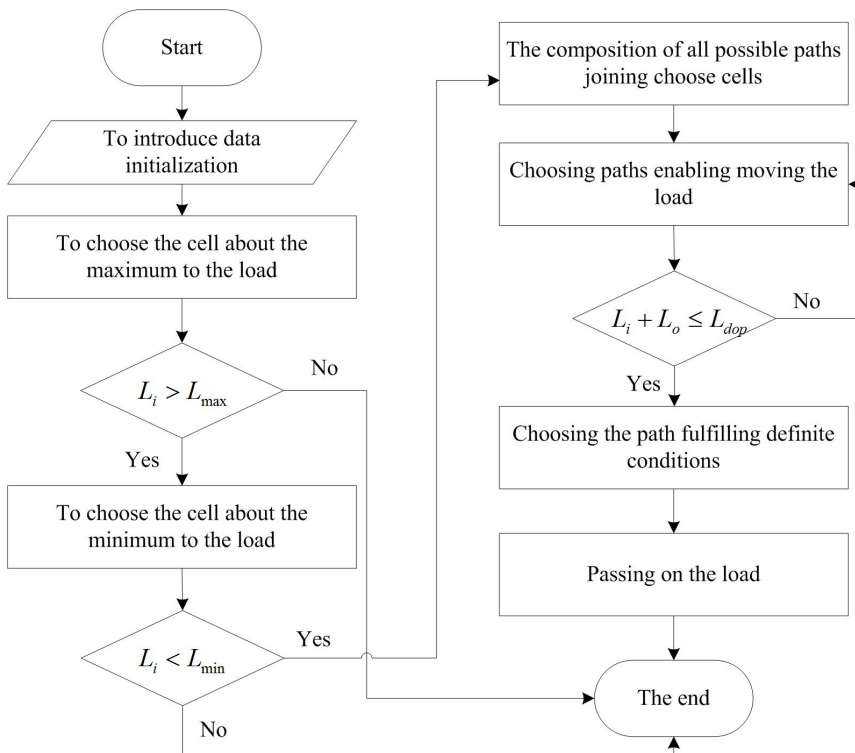 Start
To introduce data
initialization
To choose the cell about the
maximum to the load
L_i > L_max
No
Yes
To choose the cell about the
minimum to the load
L_i < L_min
Yes
No
The composition of all possible paths
joining choose cells
Choosing paths enabling moving the
load
L_i + L_o ≤ L_dop
No
Yes
Choosing the path fulfilling definite
conditions
Passing on the load
The end